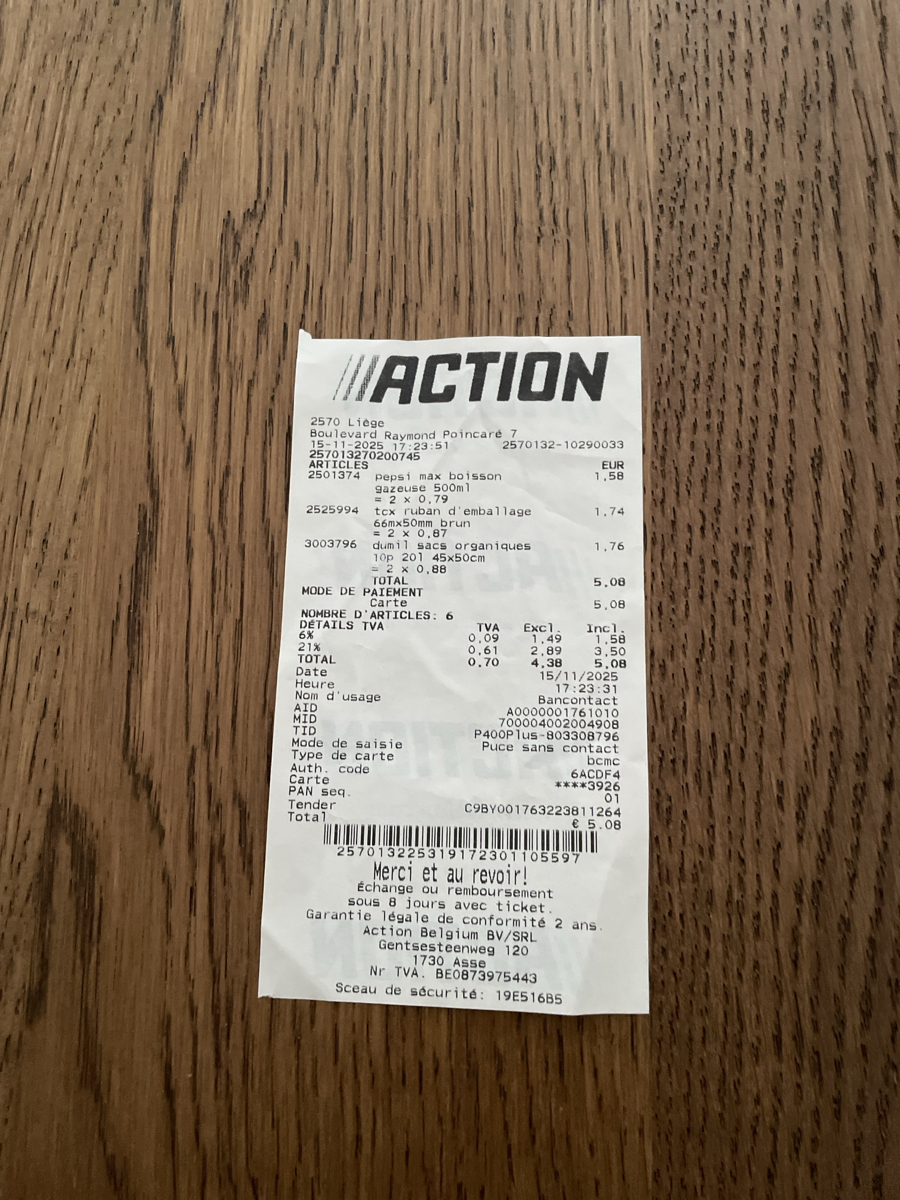 ACTION
2570 Liège
Boulevard Raymond Poincaré 7
15-11-2025 17:23:51 2570132-10290033
257013270200745
ARTICLES EUR
2501374 pepsi max boisson 1,58
gazeuse 500ml
= 2 x 0,79
2525994 tcx ruban d'emballage 1,74
66mx50mm brun
= 2 x 0,87
3003796 dumil sacs organiques 1,76
10p 20l 45x50cm
= 2 x 0,88
TOTAL 5,08
MODE DE PAIEMENT
Carte 5,08
NOMBRE D'ARTICLES: 6
DÉTAILS TVA TVA Excl. Incl.
6% 0,09 1,49 1,58
21% 0,61 2,89 3,50
TOTAL 0,70 4,38 5,08
Date 15/11/2025
Heure 17:23:31
Nom d'usage Bancontact
AID A0000001761010
MID 700004002004908
TID P400Plus-803308796
Mode de saisie Puce sans contact
Type de carte bcmc
Auth. code 6ACDF4
Carte ****3926
PAN seq. 01
Tender C9BY001763223811264
Total € 5.08
257013225319172301105597
Merci et au revoir!
Échange ou remboursement
sous 8 jours avec ticket.
Garantie légale de conformité 2 ans.
Action Belgium BV/SRL
Gentsesteenweg 120
1730 Asse
Nr TVA. BE0873975443
Sceau de sécurité: 19E516B5